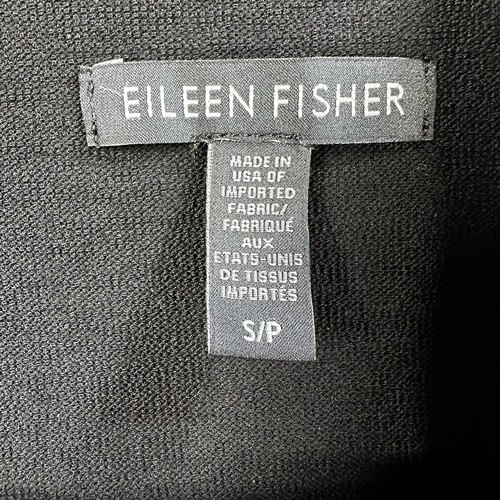 EILEEN FISHER
MADE IN
USA OF
IMPORTED
FABRIC/
FABRIQUÉ
AUX
ETATS-UNIS
DE TISSUS
IMPORTÉS
S/P